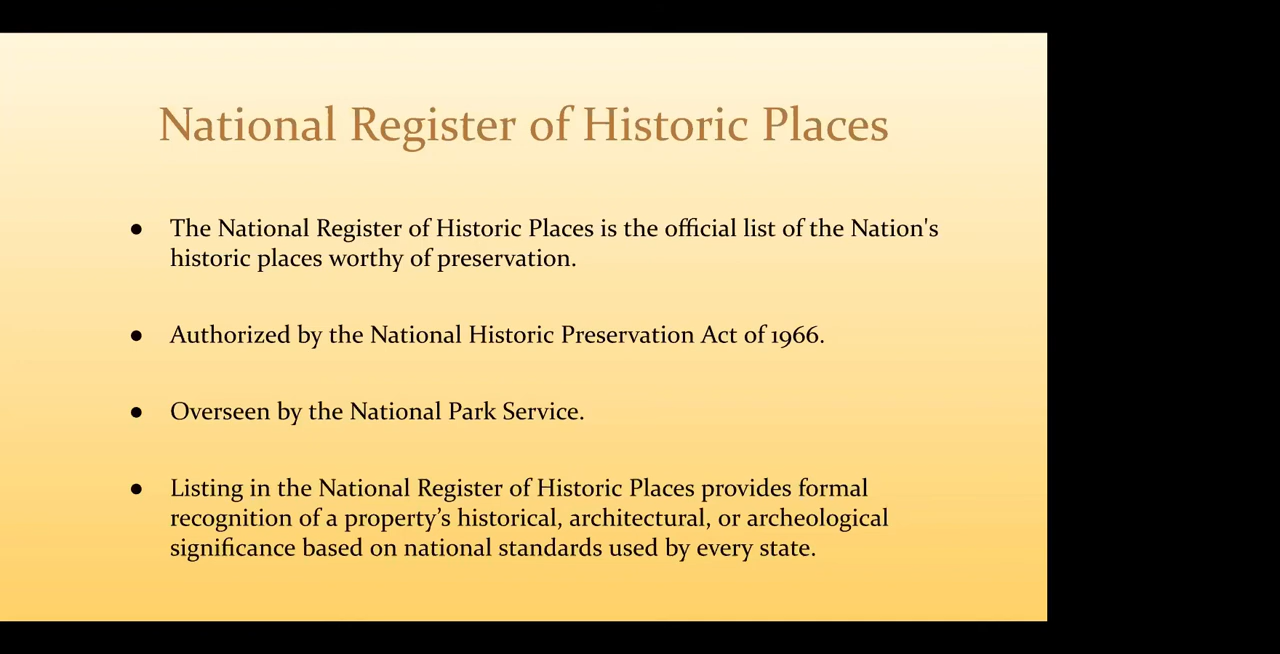 National Register of Historic Places
● The National Register of Historic Places is the official list of the Nation's
historic places worthy of preservation.
● Authorized by the National Historic Preservation Act of 1966.
● Overseen by the National Park Service.
● Listing in the National Register of Historic Places provides formal
recognition of a property’s historical, architectural, or archeological
significance based on national standards used by every state.